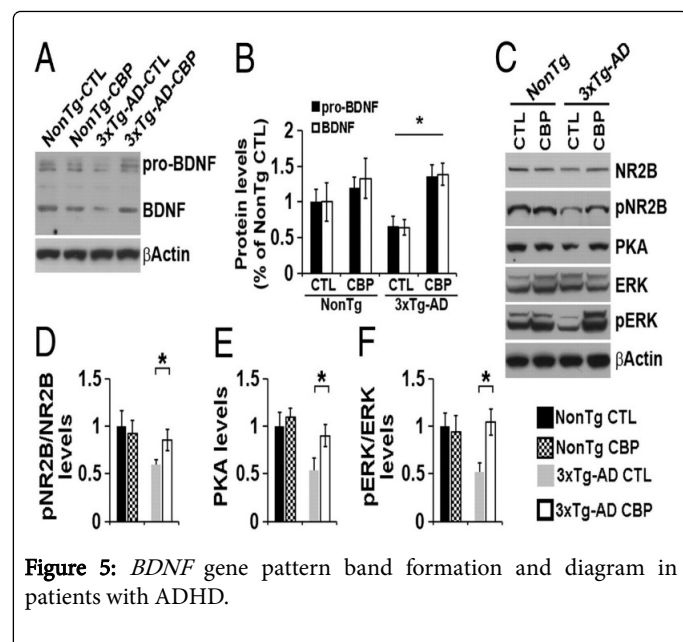 A
NonTg-CTL
NonTg-CBP
3xTg-AD-CTL
3xTg-AD-CBP
pro-BDNF
BDNF
βActin
B
pro-BDNF
BDNF
*
Protein levels
(% of NonTg CTL)
2
1.5
1
0.5
0
CTL CBP CTL CBP
NonTg 3xTg-AD
C
NonTg 3xTg-AD
CTL
CBP
CTL
CBP
NR2B
pNR2B
PKA
ERK
pERK
βActin
D
*
pNR2B/NR2B
levels
1.5
1
0.5
0
E
*
PKA levels
1.5
1
0.5
0
F
*
pERK/ERK
levels
1.5
1
0.5
0
NonTg CTL
NonTg CBP
3xTg-AD CTL
3xTg-AD CBP
Figure 5: BDNF gene pattern band formation and diagram in
patients with ADHD.